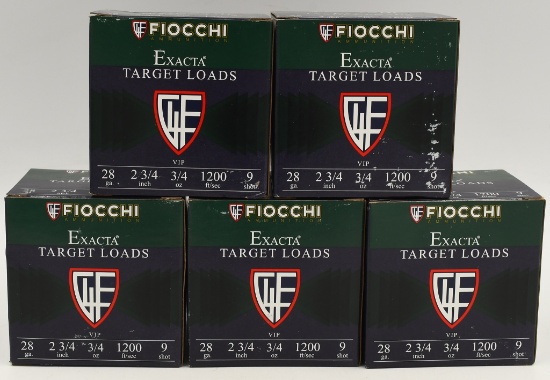 FIOCCHI
AMMUNITION
EXACTA®
TARGET LOADS
GFL
VIP
28 2 3/4 3/4 1200 9
ga. inch oz ft/sec shot
FIOCCHI
AMMUNITION
EXACTA®
TARGET LOADS
VIP
28 2 3/4 3/4 1200 9
ga. inch oz ft/sec shot
TARGET LOADS
FIOCCHI
EXACTA®
TARGET LOADS
VIP
28 2 3/4 3/4 1200 9
ga. inch oz ft/sec shot
FIOCCHI
EXACTA®
TARGET LOADS
VIP
28 2 3/4 3/4 1200 9
ga. inch oz ft/sec shot
FIOCCHI
EXACTA®
TARGET LOADS
VIP
28 2 3/4 3/4 1200 9
ga. inch oz ft/sec shot